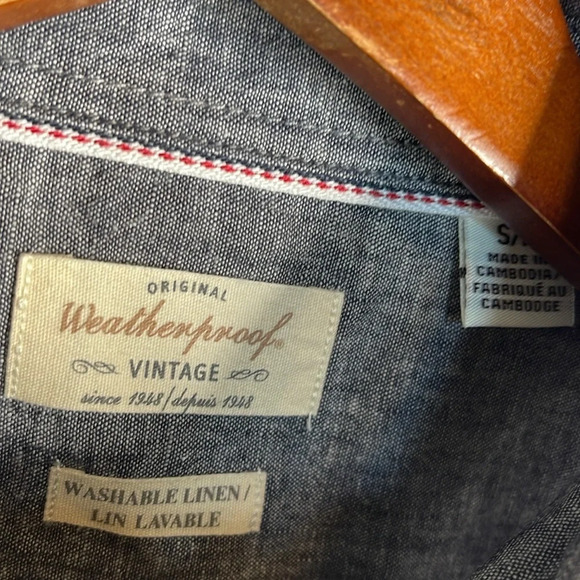 ORIGINAL
Weatherproof®
VINTAGE
since 1948/depuis 1948
WASHABLE LINEN/
LIN LAVABLE
MADE IN
CAMBODIA/
FABRIQUÉ AU
CAMBODGE